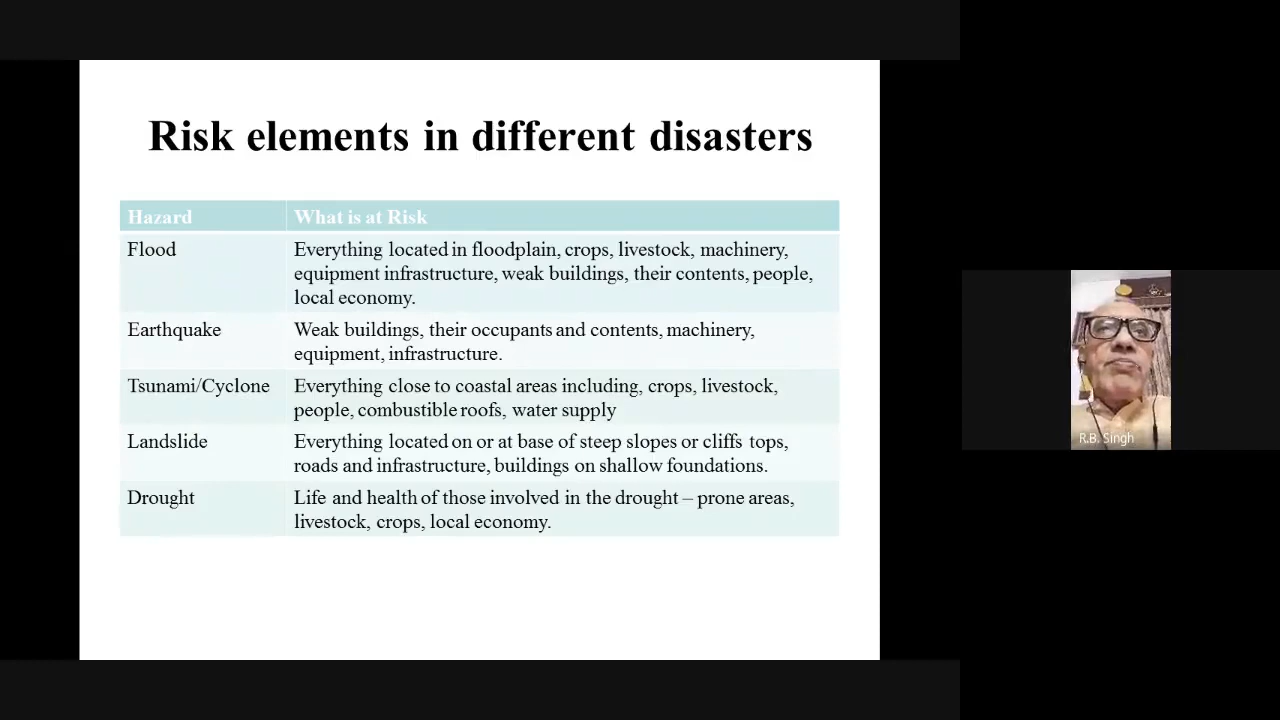 Risk elements in different disasters
Hazard What is at Risk
Flood Everything located in floodplain, crops, livestock, machinery,
equipment infrastructure, weak buildings, their contents, people,
local economy.
Earthquake Weak buildings, their occupants and contents, machinery,
equipment, infrastructure.
Tsunami/Cyclone Everything close to coastal areas including, crops, livestock,
people, combustible roofs, water supply
Landslide Everything located on or at base of steep slopes or cliffs tops,
roads and infrastructure, buildings on shallow foundations.
Drought Life and health of those involved in the drought – prone areas,
livestock, crops, local economy.
R.B. Singh